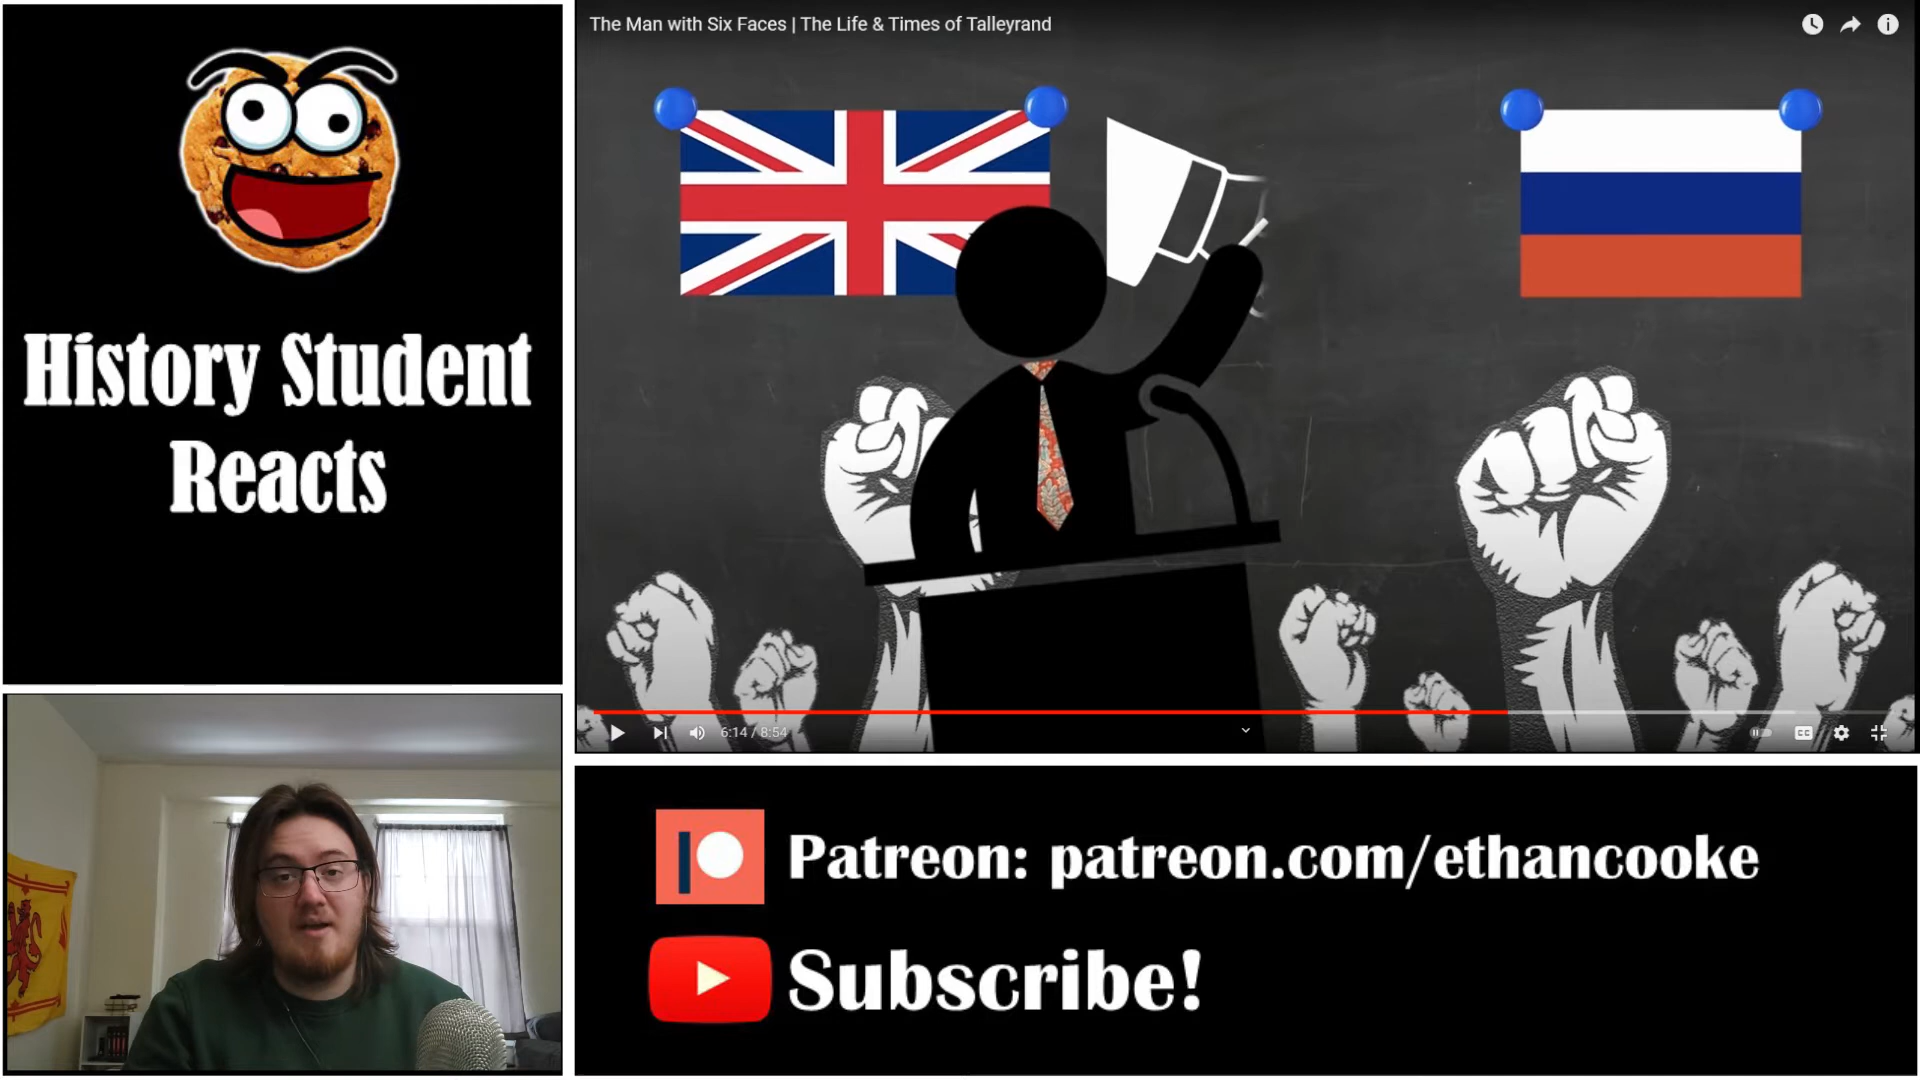 The Man with Six Faces | The Life & Times of Talleyrand
History Student
Reacts
6:14 / 8:54
CC
Patreon: patreon.com/ethancooke
Subscribe!